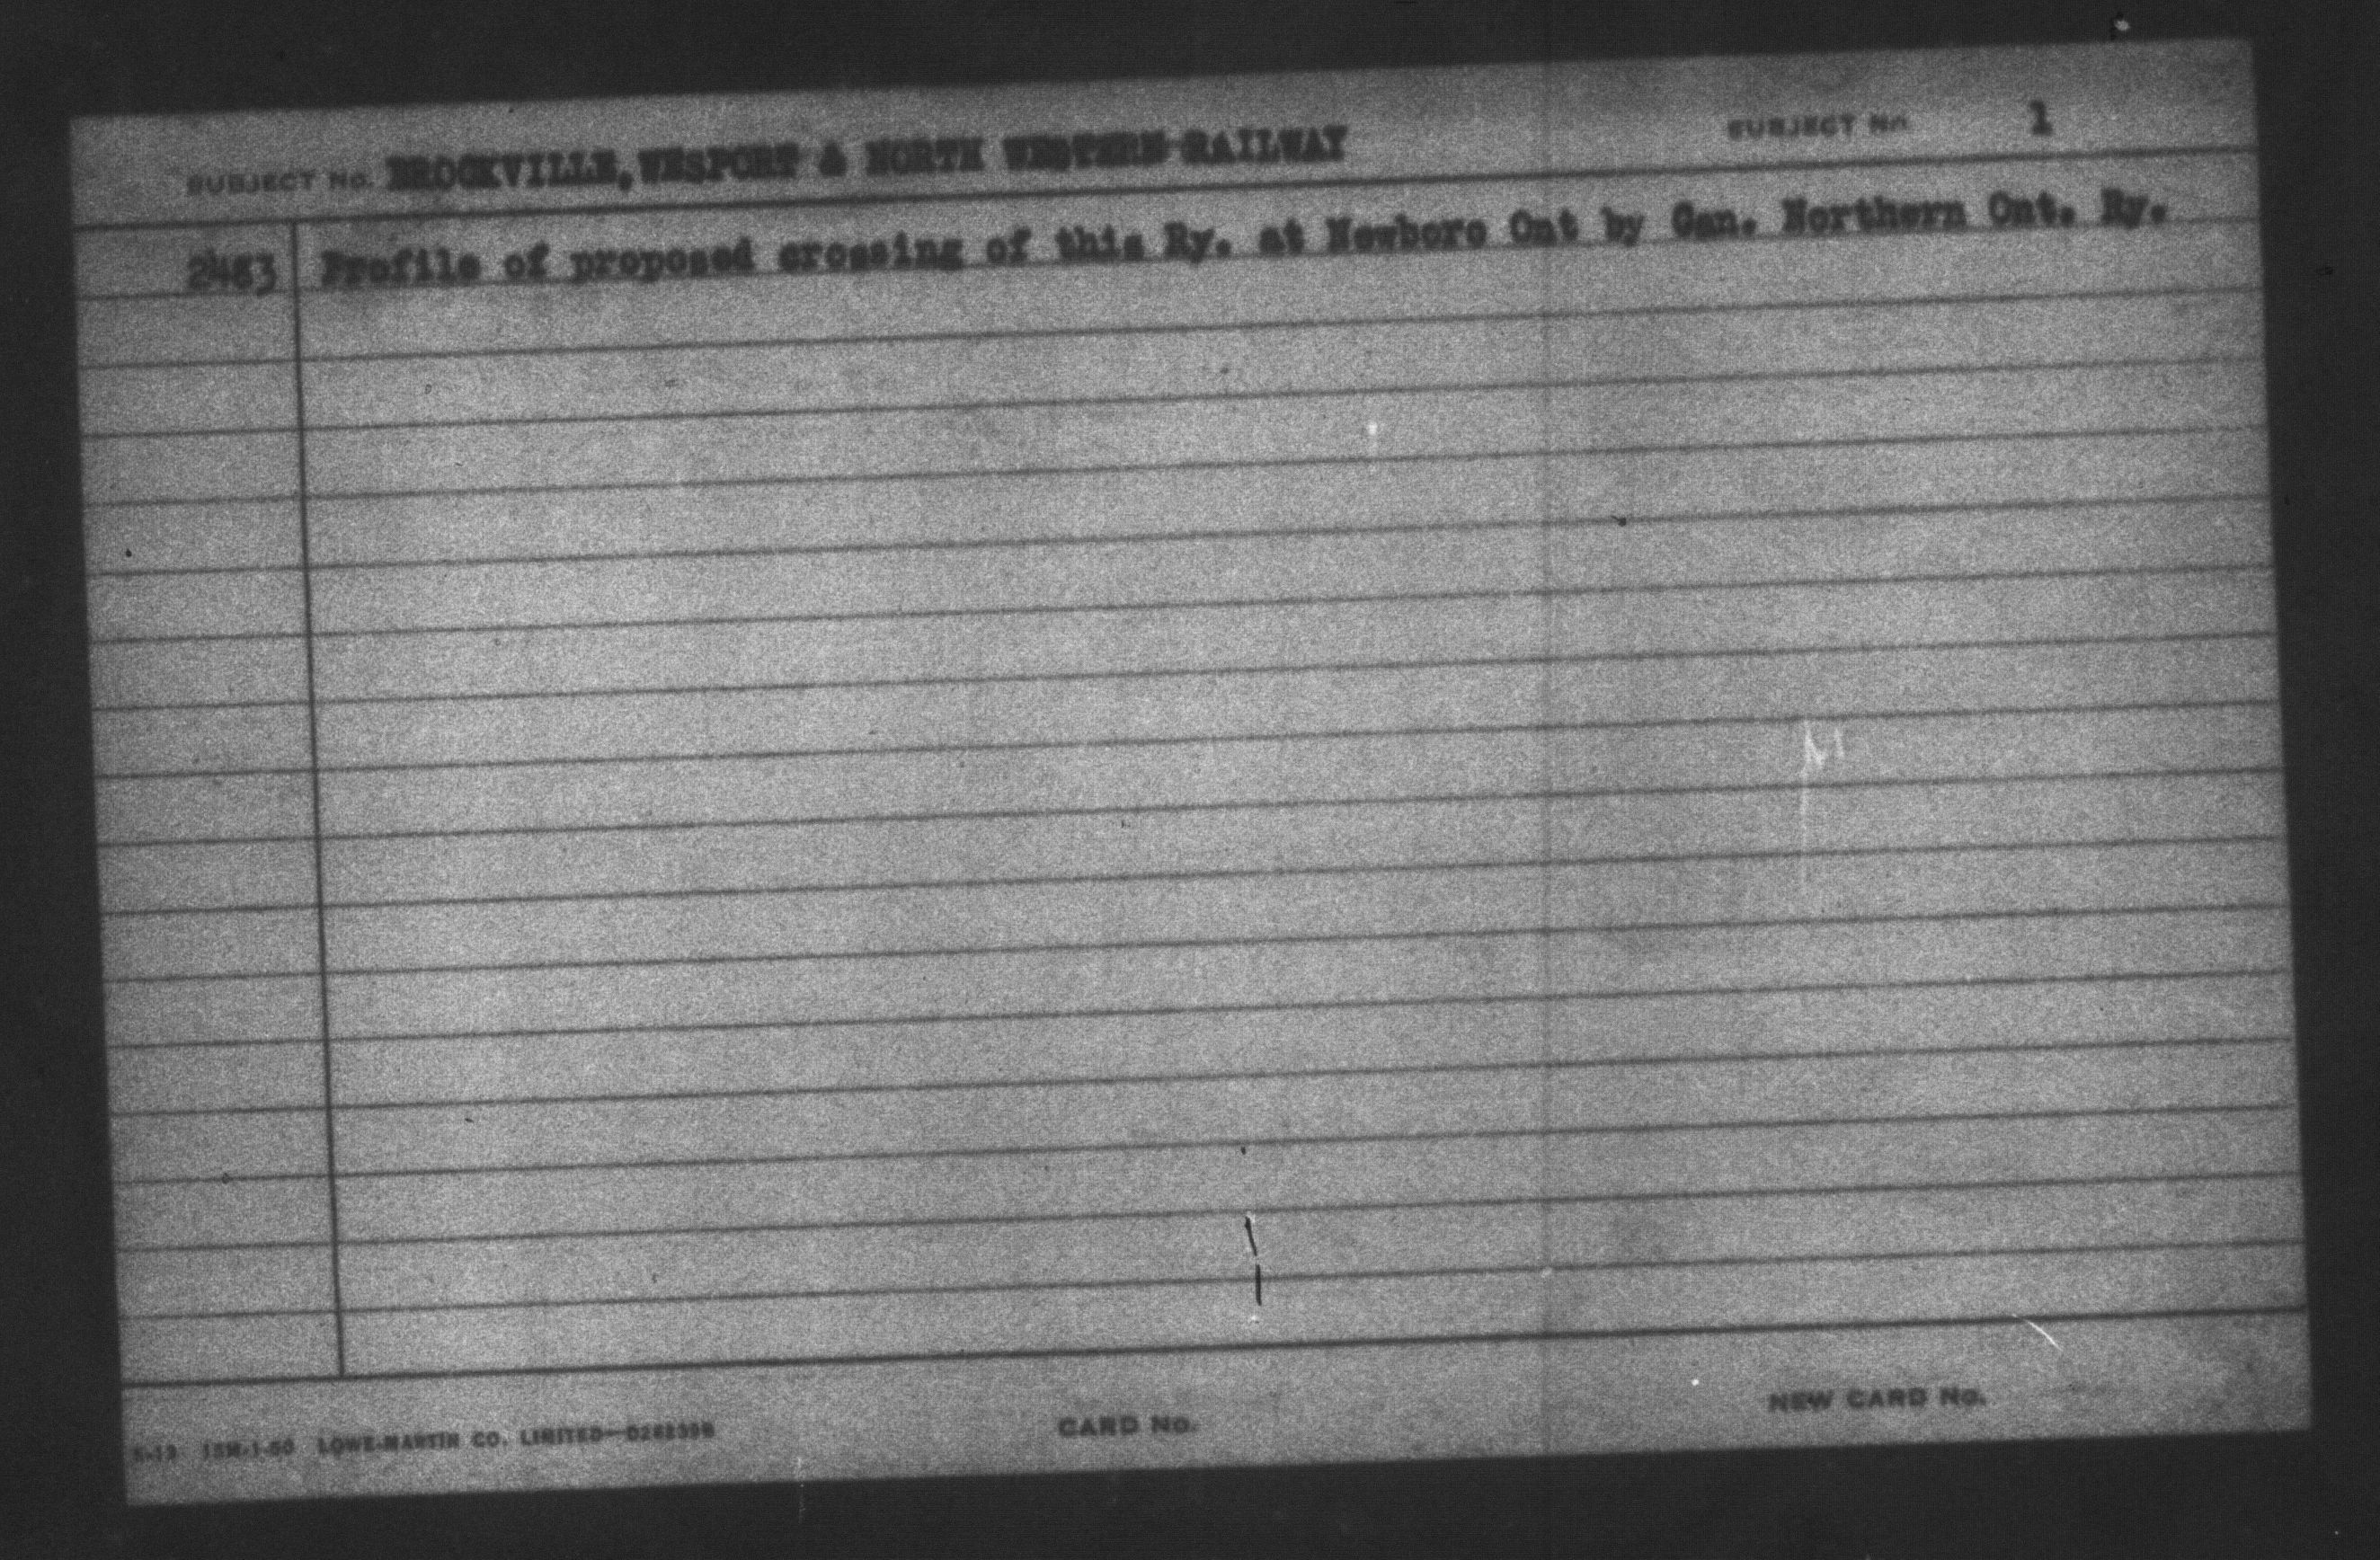 SUBJECT No. BROCKVILLE, WESPORT & NORTH WESTERN RAILWAY SUBJECT No. 1
2483 Profile of proposed crossing of this Ry. at Newboro Ont by Can. Northern Ont. Ry.
LOWE-MARTIN CO. LIMITED CARD No. NEW CARD No.